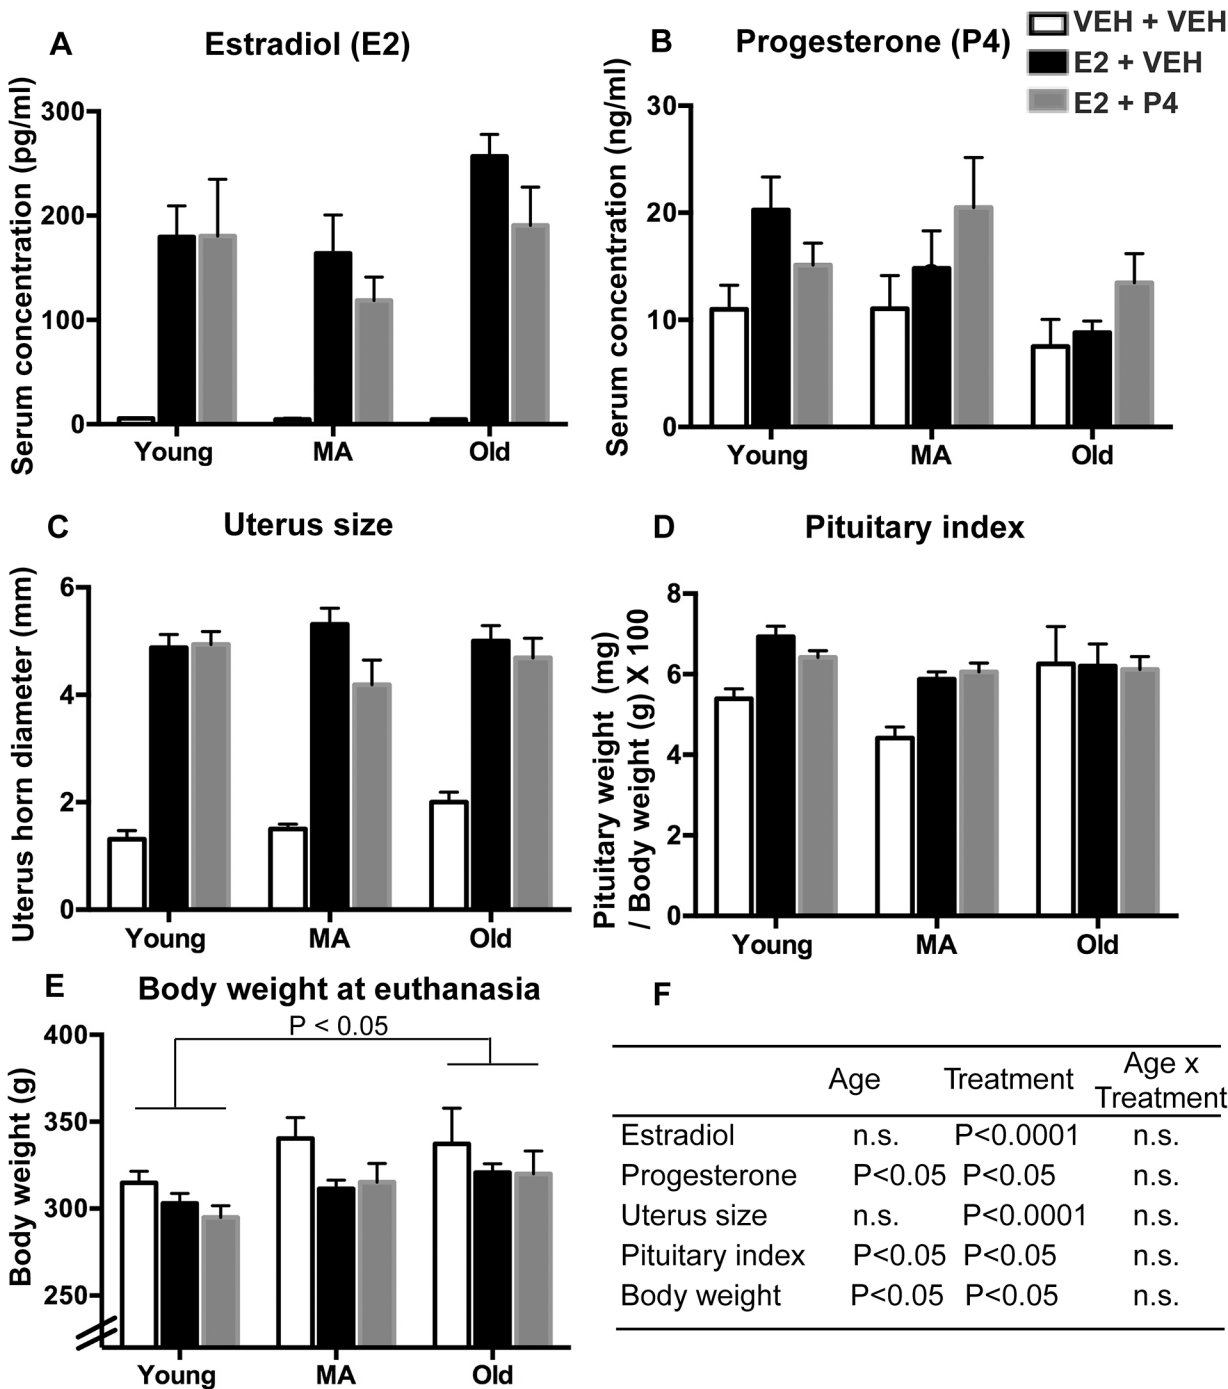 A
Estradiol (E2)
Serum concentration (pg/ml)
300
200
100
0
Young MA Old
B
Progesterone (P4)
VEH + VEH
E2 + VEH
E2 + P4
Serum concentration (ng/ml)
30
20
10
0
Young MA Old
C
Uterus size
Uterus horn diameter (mm)
6
4
2
0
Young MA Old
D
Pituitary index
Pituitary weight (mg)
/ Body weight (g) X 100
8
6
4
2
0
Young MA Old
E
Body weight at euthanasia
P < 0.05
Body weight (g)
400
350
300
250
Young MA Old
F
Age Treatment Age x
Treatment
Estradiol n.s. P<0.0001 n.s.
Progesterone P<0.05 P<0.05 n.s.
Uterus size n.s. P<0.0001 n.s.
Pituitary index P<0.05 P<0.05 n.s.
Body weight P<0.05 P<0.05 n.s.